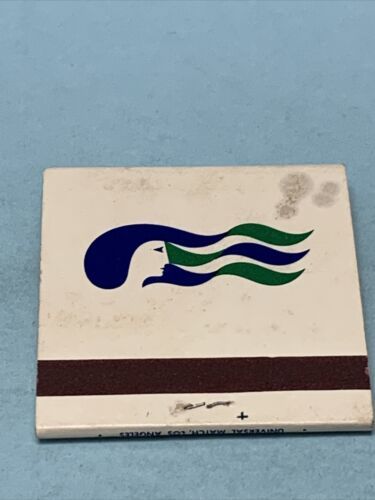 UNIVERSAL MATCH, LOS ANGELES